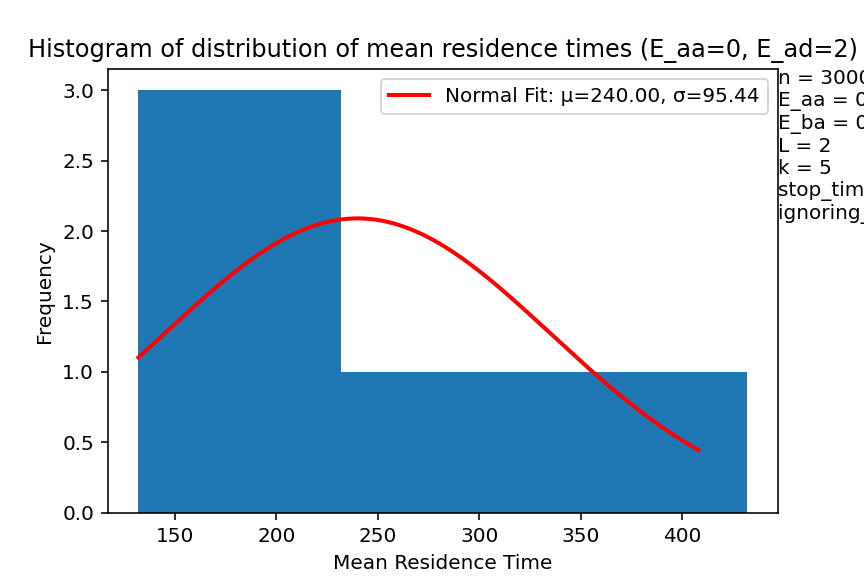 Histogram of distribution of mean residence times (E_aa=0, E_ad=2)
3.0
2.5
2.0
1.5
1.0
0.5
0.0
Frequency
Normal Fit: μ=240.00, σ=95.44
n = 3000
E_aa = 0
E_ba = 0
L = 2
k = 5
stop_tim
ignoring_
150 200 250 300 350 400
Mean Residence Time